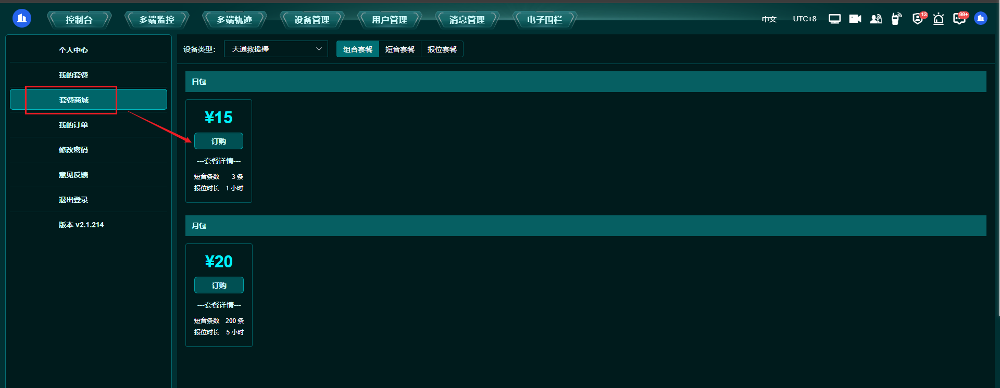 控制台
多端监控
多端轨迹
设备管理
用户管理
消息管理
电子围栏
中文
UTC+8
13
99+
个人中心
我的套餐
套餐商城
我的订单
修改密码
意见反馈
退出登录
版本 v2.1.214
设备类型：
天通救援棒
组合套餐
短音套餐
报位套餐
日包
¥15
订购
---套餐详情---
短音条数 3 条
报位时长 1 小时
月包
¥20
订购
---套餐详情---
短音条数 200 条
报位时长 5 小时